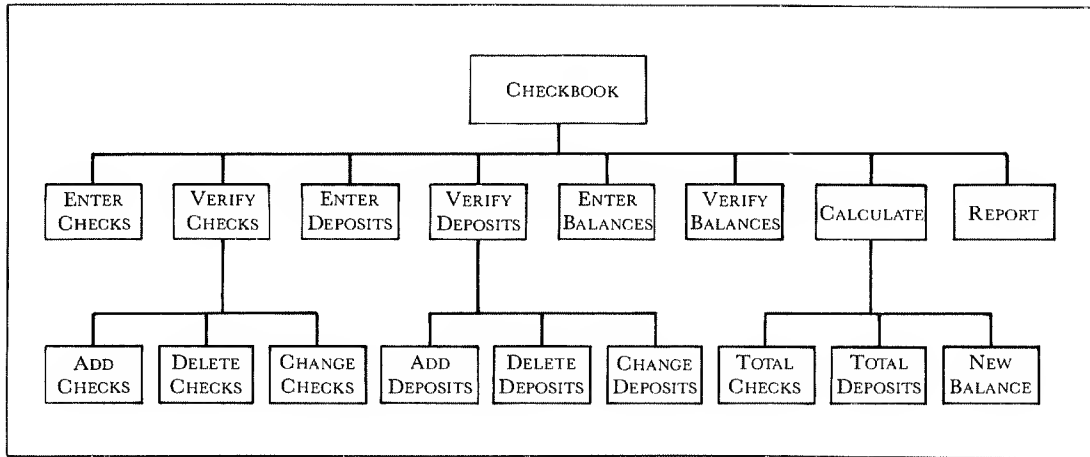 CHECKBOOK
ENTER CHECKS
VERIFY CHECKS
ENTER DEPOSITS
VERIFY DEPOSITS
ENTER BALANCES
VERIFY BALANCES
CALCULATE
REPORT
ADD CHECKS
DELETE CHECKS
CHANGE CHECKS
ADD DEPOSITS
DELETE DEPOSITS
CHANGE DEPOSITS
TOTAL CHECKS
TOTAL DEPOSITS
NEW BALANCE